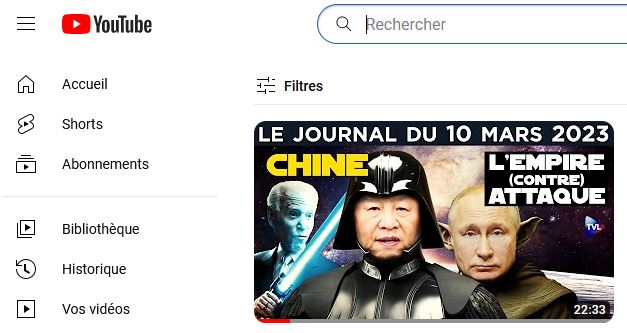 YouTube
Rechercher
Accueil
Shorts
Abonnements
Bibliothèque
Historique
Vos vidéos
Filtres
LE JOURNAL DU 10 MARS 2023
CHINE
L'EMPIRE
(CONTRE)
ATTAQUE
TVL
22:33